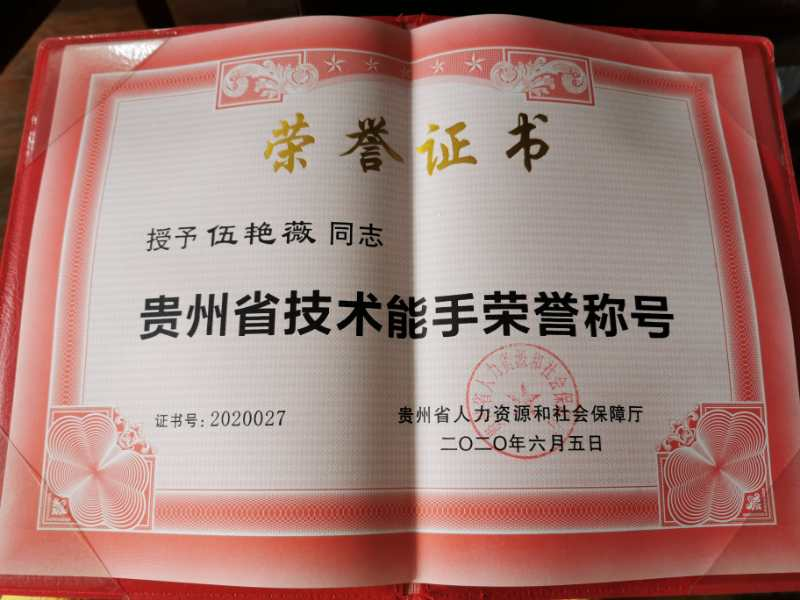 荣誉证书
授予伍艳薇同志
贵州省技术能手荣誉称号
证书号:2020027
贵州省人力资源和社会保障厅
二〇二〇年六月五日